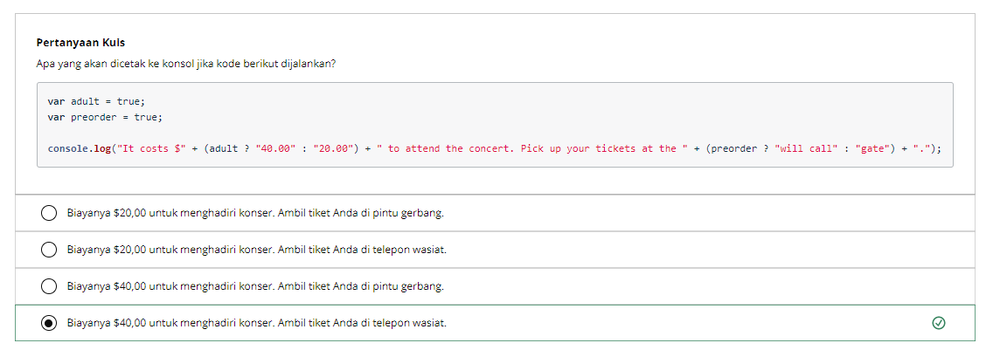 Pertanyaan Kuis
Apa yang akan dicetak ke konsol jika kode berikut dijalankan?
var adult = true;
var preorder = true;
console.log("It costs $" + (adult ? "40.00" : "20.00") + " to attend the concert. Pick up your tickets at the " + (preorder ? "will call" : "gate") + ".");
Biayanya $20,00 untuk menghadiri konser. Ambil tiket Anda di pintu gerbang.
Biayanya $20,00 untuk menghadiri konser. Ambil tiket Anda di telepon wasiat.
Biayanya $40,00 untuk menghadiri konser. Ambil tiket Anda di pintu gerbang.
Biayanya $40,00 untuk menghadiri konser. Ambil tiket Anda di telepon wasiat.